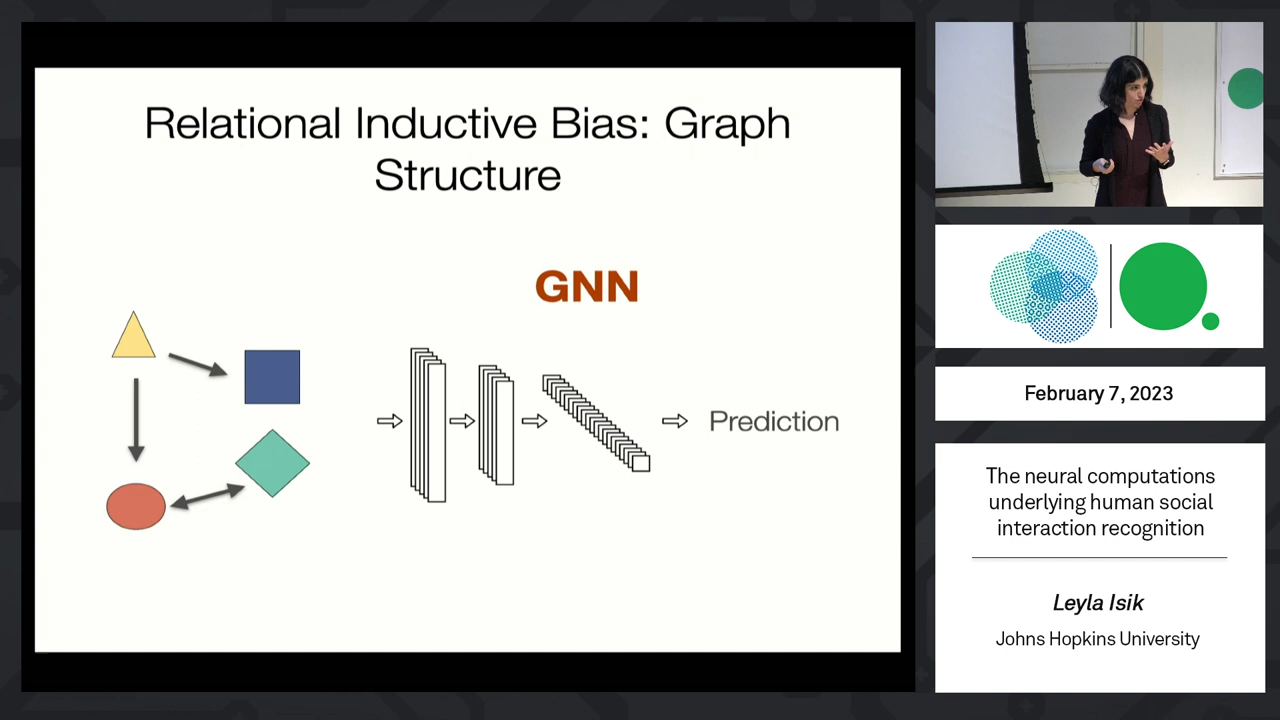 Relational Inductive Bias: Graph
Structure
GNN
Prediction
February 7, 2023
The neural computations
underlying human social
interaction recognition
Leyla Isik
Johns Hopkins University